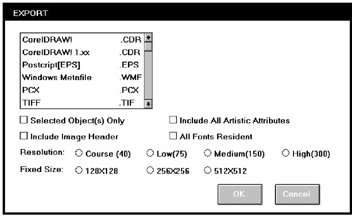 EXPORT
CorelDRAW! .CDR
CorelDRAW! 1.xx .CDR
Postcript[EPS] .EPS
Windows Metafile .WMF
PCX .PCX
TIFF .TIF
Selected Object(s) Only Include All Artistic Attributes
Include Image Header All Fonts Resident
Resolution: Course (40) Low(75) Medium(150) High(300)
Fixed Size: 128X128 256X256 512X512
OK Cancel